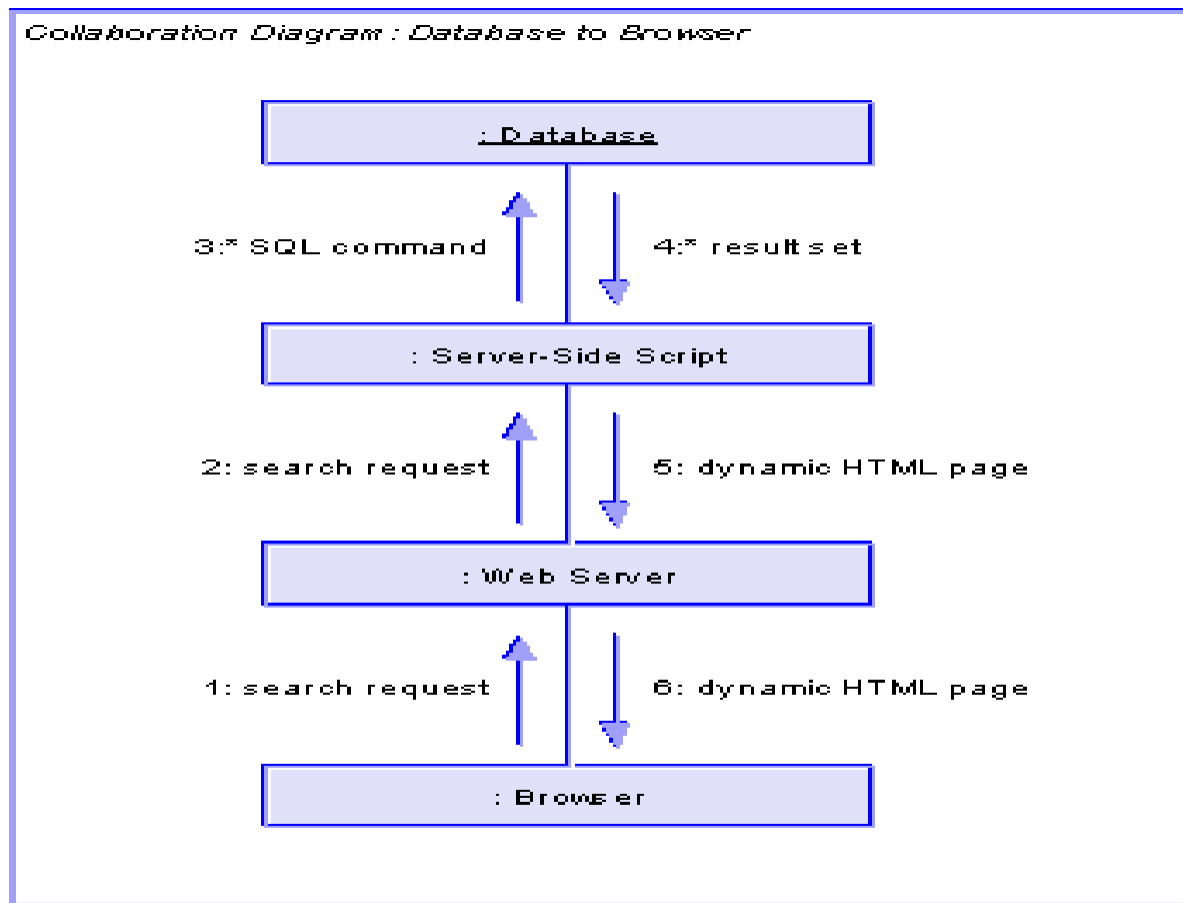 Collaboration Diagram : Database to Browser
: Database
3:* SQL command
4:* result set
: Server-Side Script
2: search request
5: dynamic HTML page
: Web Server
1: search request
6: dynamic HTML page
: Browser